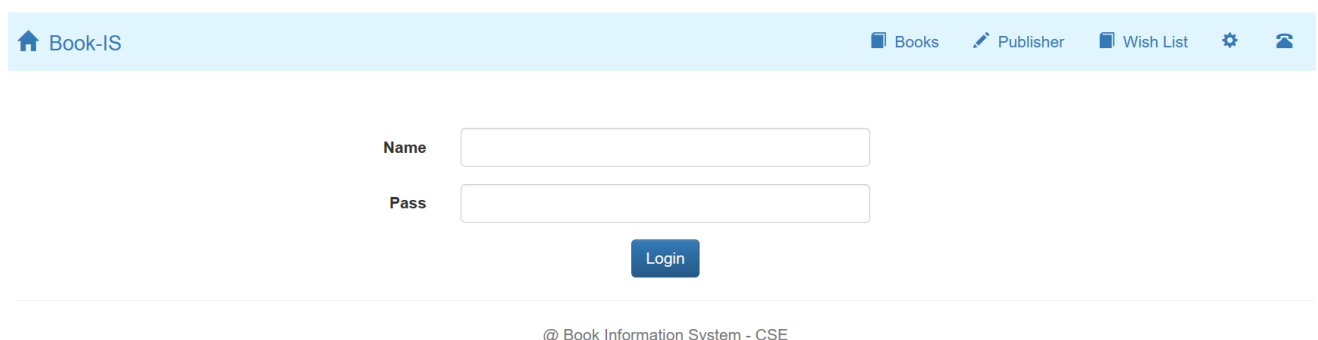 Book-IS Books Publisher Wish List
Name
Pass
Login
@ Book Information System - CSE